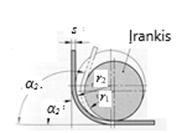 s
Įrankis
r₂
α₂
r₁
α₂